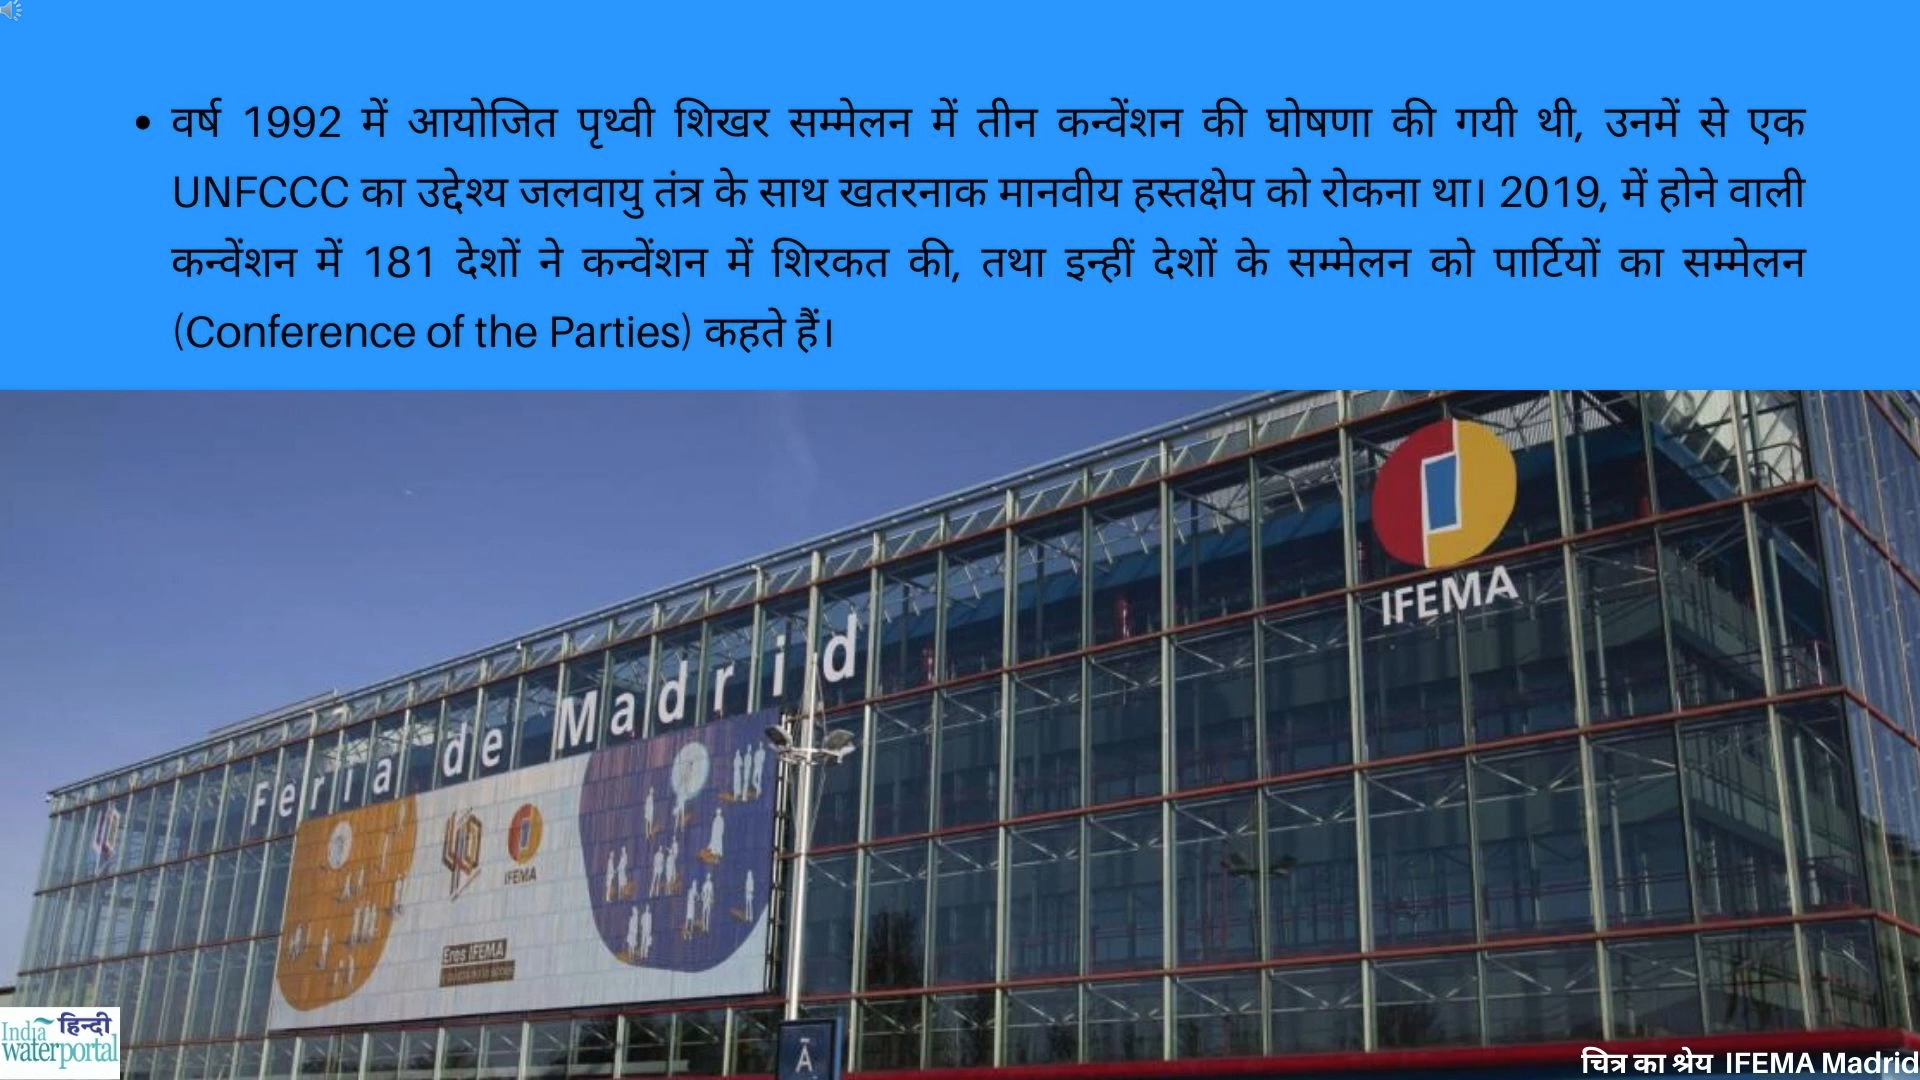 • वर्ष 1992 में आयोजित पृथ्वी शिखर सम्मेलन में तीन कन्वेंशन की घोषणा की गयी थी, उनमें से एक
UNFCCC का उद्देश्य जलवायु तंत्र के साथ खतरनाक मानवीय हस्तक्षेप को रोकना था। 2019, में होने वाली
कन्वेंशन में 181 देशों ने कन्वेंशन में शिरकत की, तथा इन्हीं देशों के सम्मेलन को पार्टियों का सम्मेलन
(Conference of the Parties) कहते हैं।
IFEMA
Feria de Madrid
IFEMA
Eres IFEMA
A
India हिन्दी
waterportal
चित्र का श्रेय IFEMA Madrid